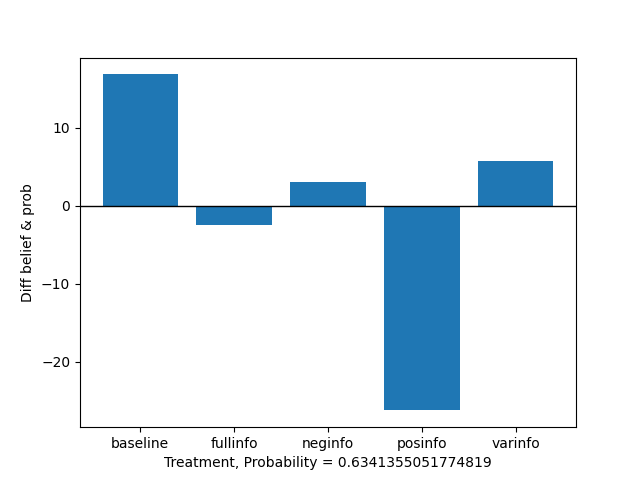 10
0
−10
−20
Diff belief & prob
baseline fullinfo neginfo posinfo varinfo
Treatment, Probability = 0.6341355051774819